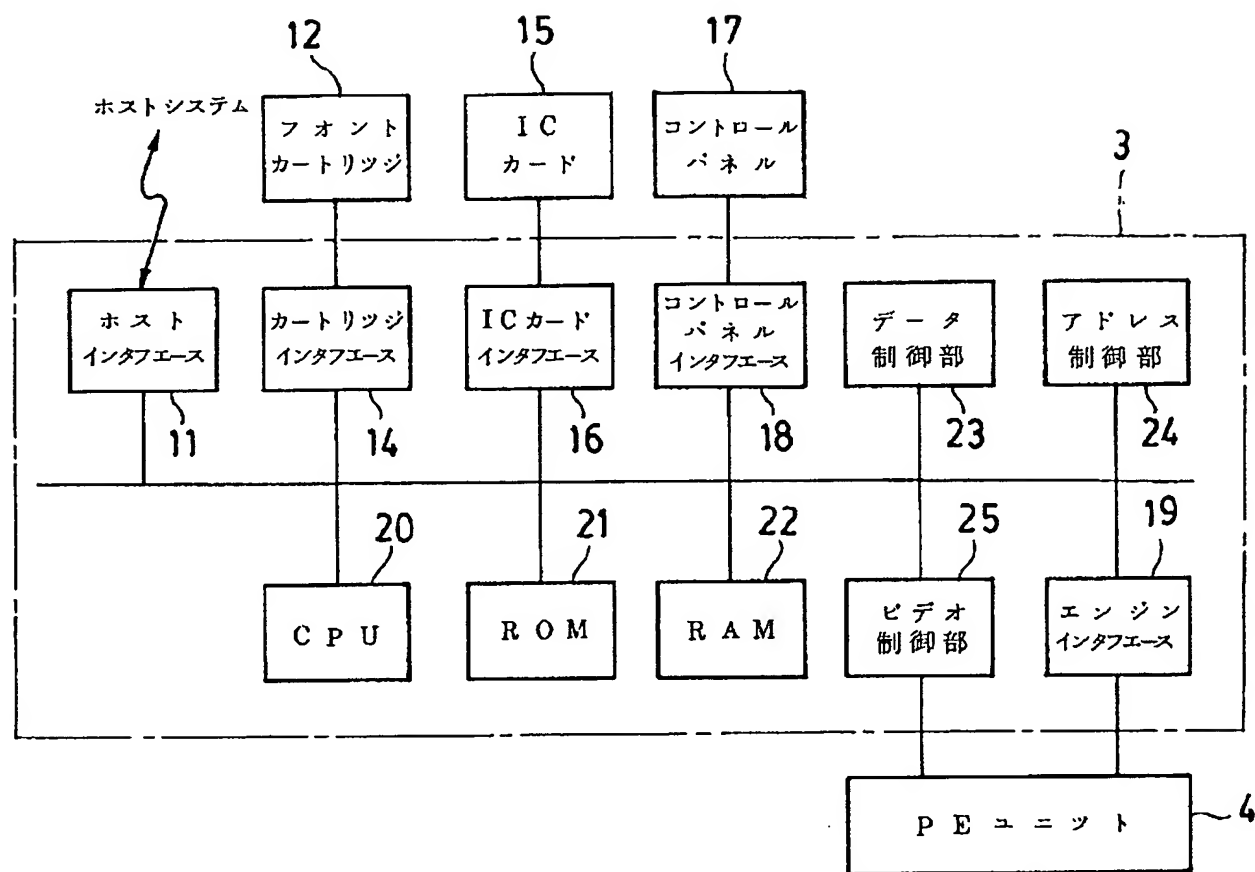 12
15
17
ホストシステム
フオント
カートリツジ
IC
カード
コントロール
パネル
3
ホスト
インタフエース
カートリツジ
インタフエース
ICカード
インタフエース
コントロール
パネル
インタフエース
データ
制御部
アドレス
制御部
11
14
16
18
23
24
20
21
22
25
19
CPU
ROM
RAM
ビデオ
制御部
エンジン
インタフエース
PEユニツト
4